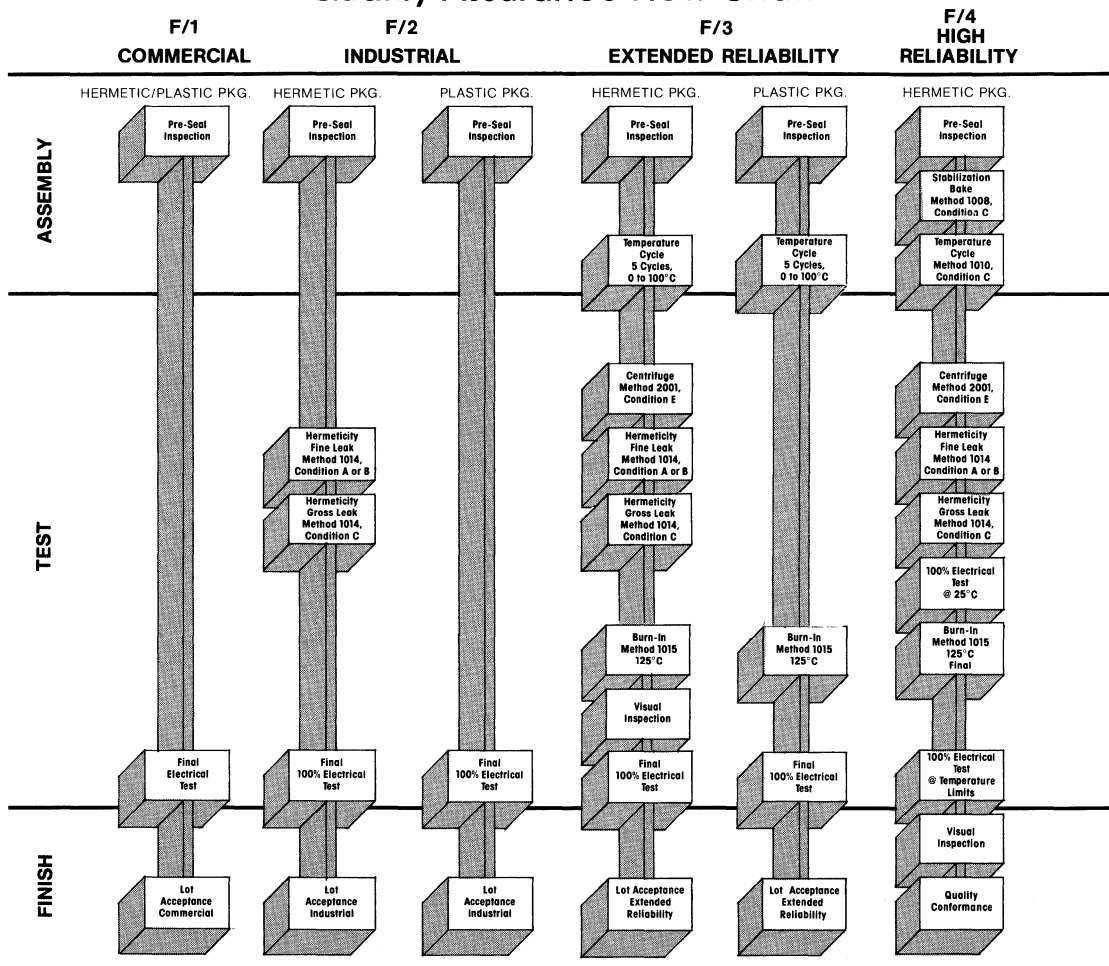 Quality Assurance Flow Chart
F/1
COMMERCIAL
F/2
INDUSTRIAL
F/3
EXTENDED RELIABILITY
F/4
HIGH
RELIABILITY
HERMETIC/PLASTIC PKG.
HERMETIC PKG.
PLASTIC PKG.
HERMETIC PKG.
PLASTIC PKG.
HERMETIC PKG.
ASSEMBLY
Pre-Seal
Inspection
Pre-Seal
Inspection
Pre-Seal
Inspection
Pre-Seal
Inspection
Pre-Seal
Inspection
Pre-Seal
Inspection
Stabilization
Bake
Method 1008,
Condition C
Temperature
Cycle
5 Cycles,
0 to 100°C
Temperature
Cycle
5 Cycles,
0 to 100°C
Temperature
Cycle
Method 1010,
Condition C
TEST
Centrifuge
Method 2001,
Condition E
Centrifuge
Method 2001,
Condition E
Hermeticity
Fine Leak
Method 1014,
Condition A or B
Hermeticity
Fine Leak
Method 1014,
Condition A or B
Hermeticity
Fine Leak
Method 1014
Condition A or B
Hermeticity
Gross Leak
Method 1014,
Condition C
Hermeticity
Gross Leak
Method 1014,
Condition C
Hermeticity
Gross Leak
Method 1014,
Condition C
100% Electrical
Test
@ 25°C
Burn-In
Method 1015
125°C
Burn-In
Method 1015
125°C
Burn-In
Method 1015
125°C
Final
Visual
Inspection
Final
Electrical
Test
Final
100% Electrical
Test
Final
100% Electrical
Test
Final
100% Electrical
Test
Final
100% Electrical
Test
100% Electrical
Test
@ Temperature
Limits
FINISH
Visual
Inspection
Lot
Acceptance
Commercial
Lot
Acceptance
Industrial
Lot
Acceptance
Industrial
Lot Acceptance
Extended
Reliability
Lot Acceptance
Extended
Reliability
Quality
Conformance